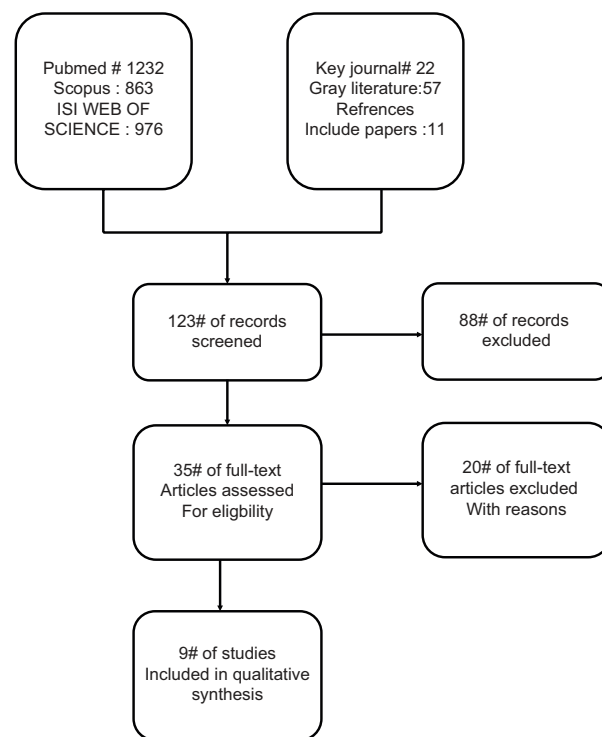 Pubmed # 1232
Scopus : 863
ISI WEB OF
SCIENCE : 976
Key journal# 22
Gray literature:57
Refrences
Include papers :11
123# of records
screened
88# of records
excluded
35# of full-text
Articles assessed
For eligbility
20# of full-text
articles excluded
With reasons
9# of studies
Included in qualitative
synthesis